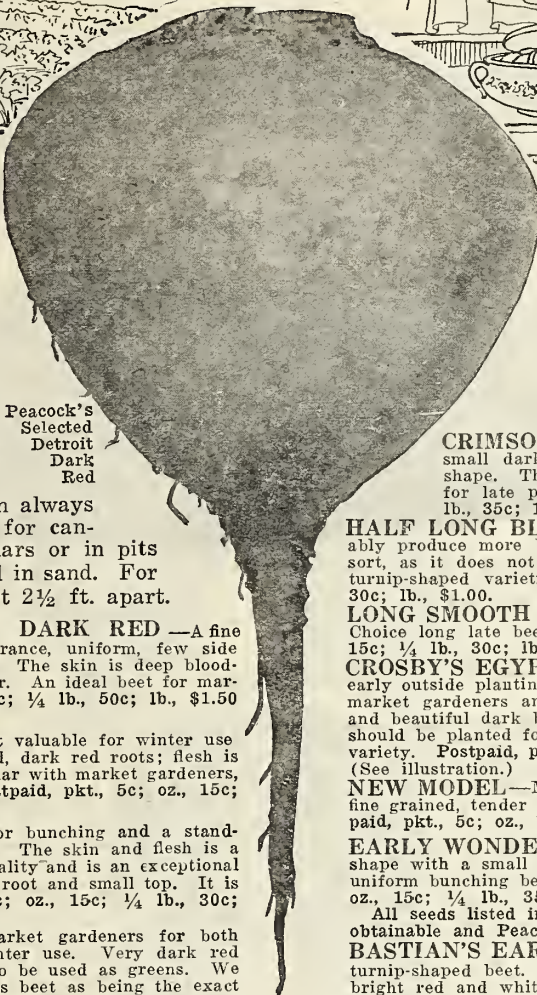 Peacock's
Selected
Detroit
Dark
Red
n always
for can-
ars or in pits
l in sand. For
t 2½ ft. apart.
DARK RED —A fine
rance, uniform, few side
The skin is deep blood-
r. An ideal beet for mar-
c; ¼ lb., 50c; lb., $1.50
t valuable for winter use
l, dark red roots; flesh is
lar with market gardeners,
tpaid, pkt., 5c; oz., 15c;
or bunching and a stand-
The skin and flesh is a
ality and is an exceptional
root and small top. It is
c; oz., 15c; ¼ lb., 30c;
arket gardeners for both
nter use. Very dark red
o be used as greens. We
s beet as being the exact
CRIMSO
small dark
shape. Th
for late p
lb., 35c; 1
HALF LONG BL
ably produce more
sort, as it does not
turnip-shaped variet
30c; lb., $1.00.
LONG SMOOTH
Choice long late bee
15c; ¼ lb., 30c; lb
CROSBY'S EGYP
early outside plantin
market gardeners an
and beautiful dark b
should be planted fo
variety. Postpaid, p
(See illustration.)
NEW MODEL—M
fine grained, tender
paid, pkt., 5c; oz.,
EARLY WONDE
shape with a small
uniform bunching be
oz., 15c; ¼ lb., 35
All seeds listed in
obtainable and Peac
BASTIAN'S EAR
turnip-shaped beet.
bright red and whit